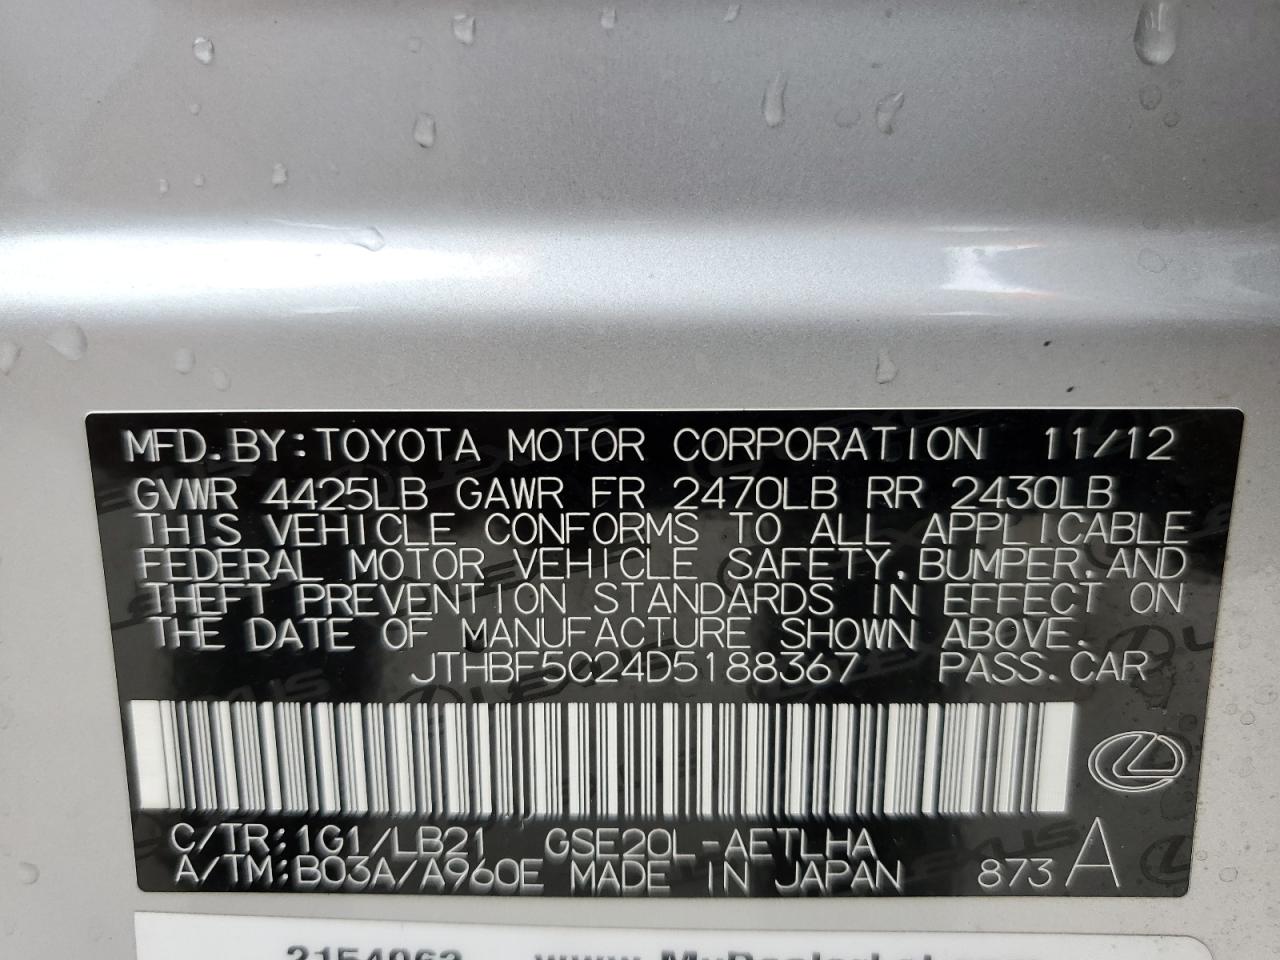 MFD.BY:TOYOTA MOTOR CORPORATION 11/12
GVWR 4425LB GAWR FR 2470LB RR 2430LB
THIS VEHICLE CONFORMS TO ALL APPLICABLE
FEDERAL MOTOR VEHICLE SAFETY,BUMPER,AND
THEFT PREVENTION STANDARDS IN EFFECT ON
THE DATE OF MANUFACTURE SHOWN ABOVE.
JTHBF5C24D5188367 PASS.CAR
C/TR:1G1/LB21 GSE20L-AETLHA
A/TM:B03A/A960E MADE IN JAPAN 873 A